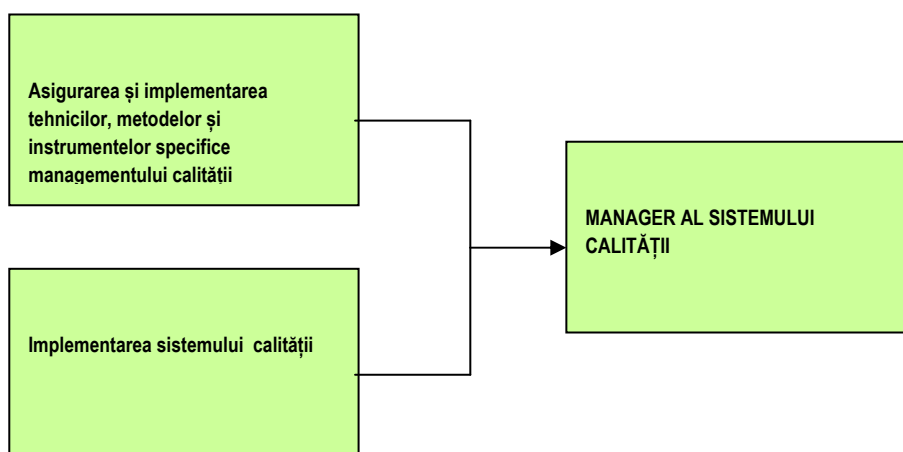 Asigurarea și implementarea
tehnicilor, metodelor și
instrumentelor specifice
managementului calității
MANAGER AL SISTEMULUI
CALITĂȚII
Implementarea sistemului calității